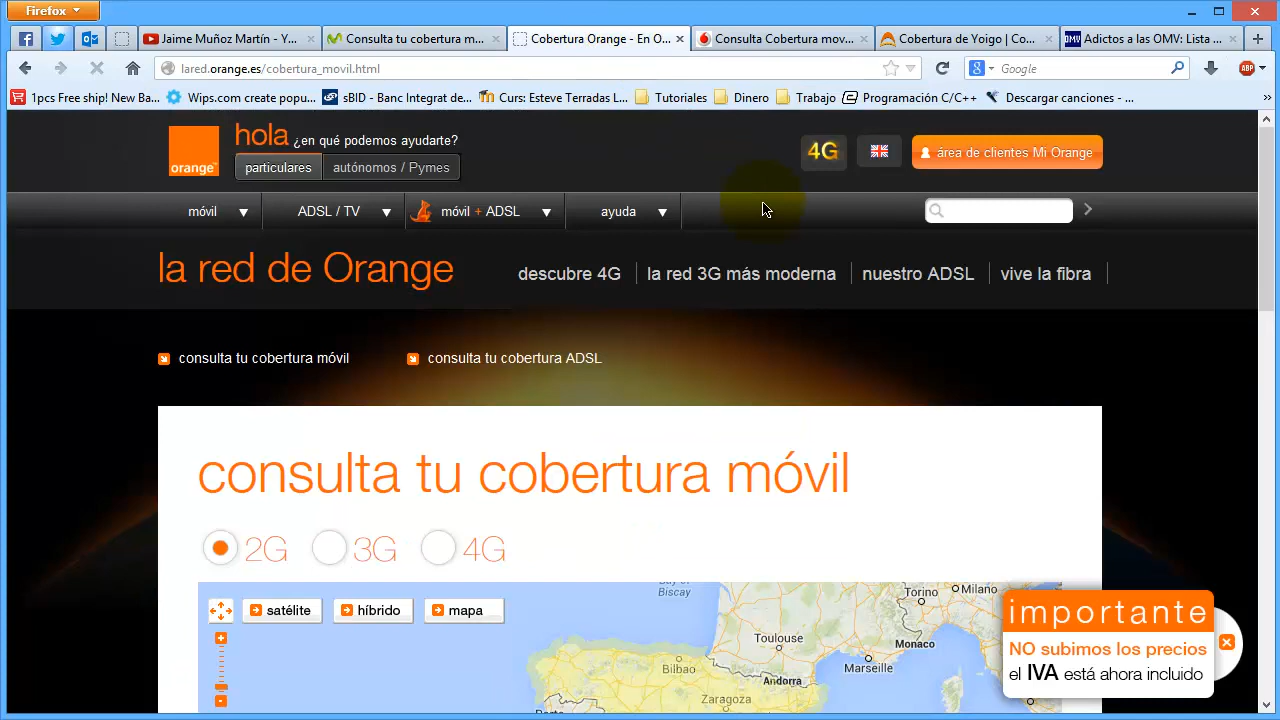 Firefox
Jaime Muñoz Martín - Y...
Consulta tu cobertura m...
Cobertura Orange - En O...
Consulta Cobertura mov...
Cobertura de Yoigo | Co...
OMV
Adictos a las OMV: Lista ...
lared.orange.es/cobertura_movil.html
Google
ABP
1pcs Free ship! New Ba...
Wips.com create popu...
sBID - Banc Integrat de...
Curs: Esteve Terradas I...
Tutoriales
Dinero
Trabajo
Programación C/C++
Descargar canciones - ...
orange™
hola ¿en qué podemos ayudarte?
particulares
autónomos / Pymes
4G
área de clientes Mi Orange
móvil
ADSL / TV
móvil + ADSL
ayuda
la red de Orange
descubre 4G
la red 3G más moderna
nuestro ADSL
vive la fibra
consulta tu cobertura móvil
consulta tu cobertura ADSL
consulta tu cobertura móvil
2G
3G
4G
satélite
híbrido
mapa
Bay of
Biscay
Torino
Milano
Toulouse
Monaco
Marseille
Bilbao
Andorra
Zaragoza
importante
NO subimos los precios
el IVA está ahora incluido